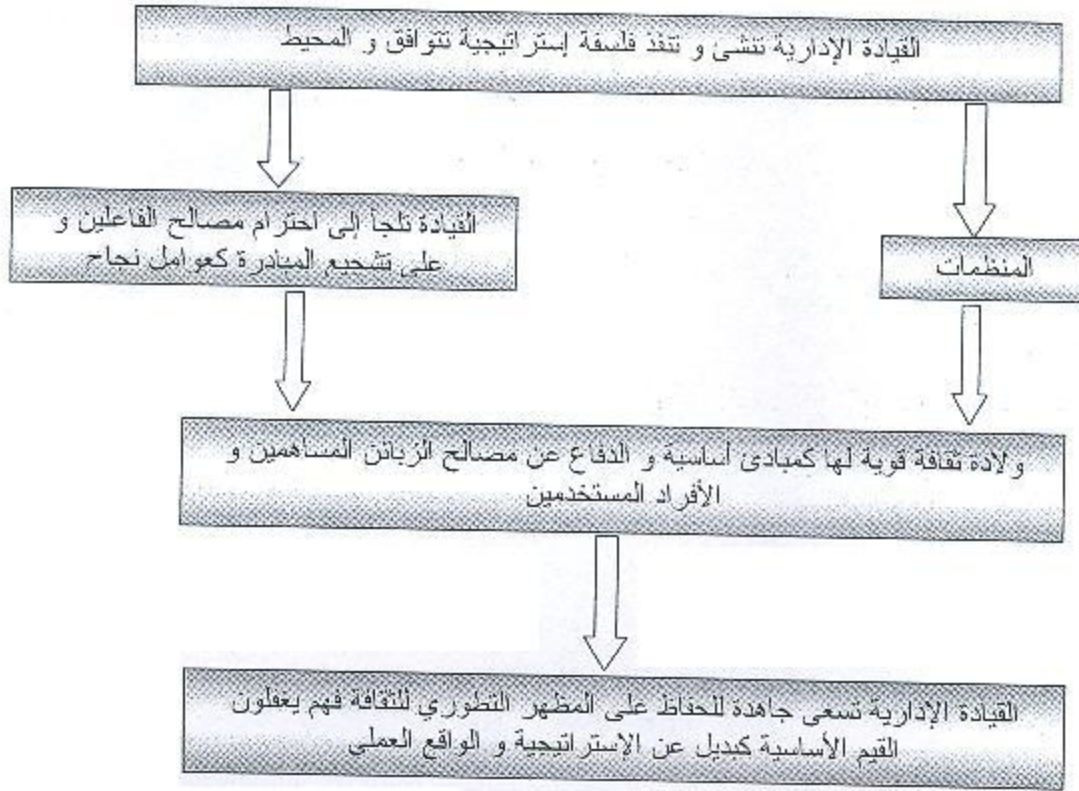 القيادة الإدارية تنشئ و تنفذ فلسفة إستراتيجية تتوافق و المحيط
القيادة تلجأ إلى احترام مصالح الفاعلين و
على تشجيع المبادرة كعوامل نجاح
المنظمات
ولادة ثقافة قوية لها كمبادئ أساسية و الدفاع عن مصالح الزبائن المساهمين و
الأفراد المستخدمين
القيادة الإدارية تسعى جاهدة للحفاظ على المظهر التطوري للثقافة فهم يغفلون
القيم الأساسية كبديل عن الإستراتيجية و الواقع العملي